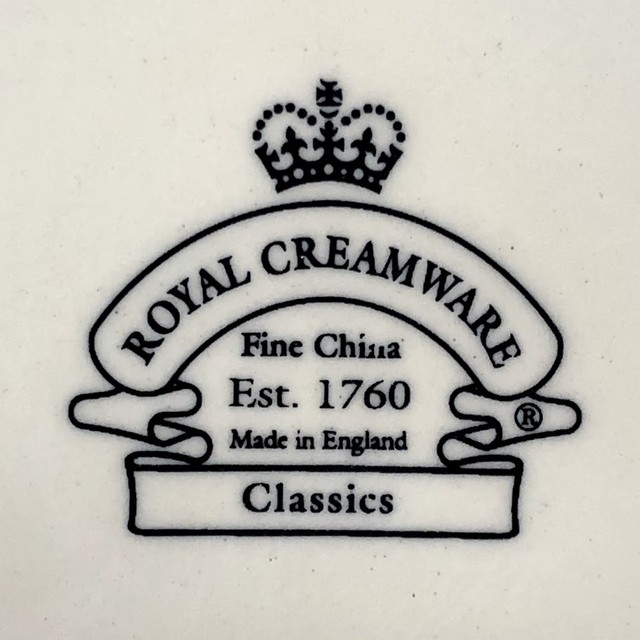 ROYAL CREAMWARE
Fine China
Est. 1760
Made in England
®
Classics